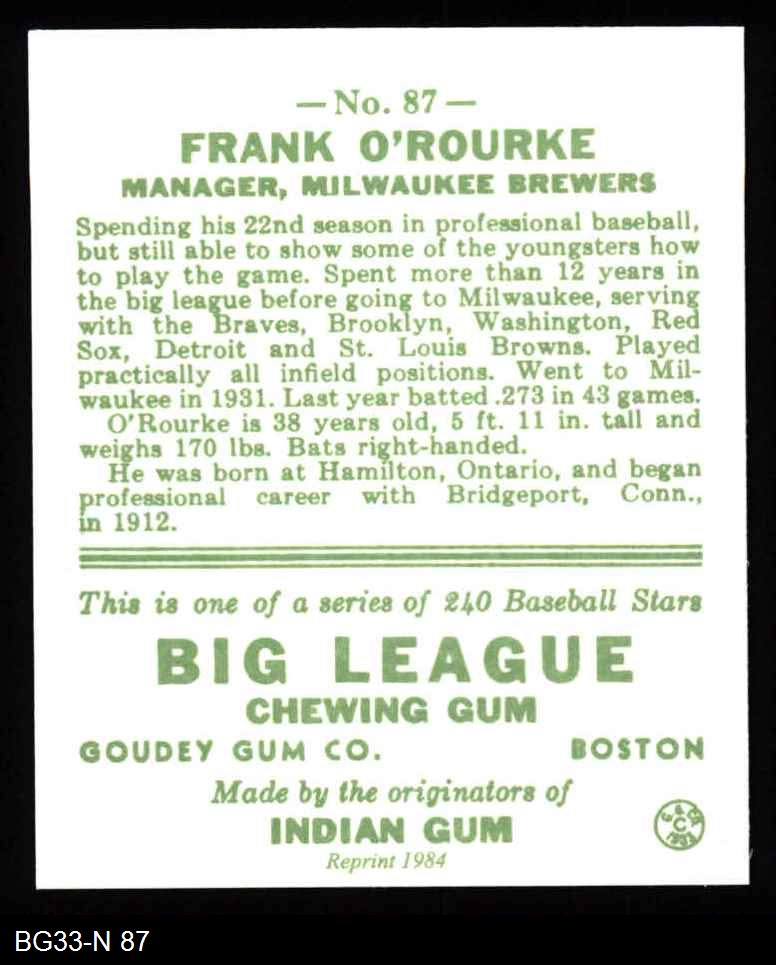 — No. 87 —
FRANK O'ROURKE
MANAGER, MILWAUKEE BREWERS
Spending his 22nd season in professional baseball,
but still able to show some of the youngsters how
to play the game. Spent more than 12 years in
the big league before going to Milwaukee, serving
with the Braves, Brooklyn, Washington, Red
Sox, Detroit and St. Louis Browns. Played
practically all infield positions. Went to Mil-
waukee in 1931. Last year batted .273 in 43 games.
O'Rourke is 38 years old, 5 ft. 11 in. tall and
weighs 170 lbs. Bats right-handed.
He was born at Hamilton, Ontario, and began
professional career with Bridgeport, Conn.,
in 1912.
This is one of a series of 240 Baseball Stars
BIG LEAGUE
CHEWING GUM
GOUDEY GUM CO. BOSTON
Made by the originators of
INDIAN GUM
Reprint 1984
C
BG33-N 87